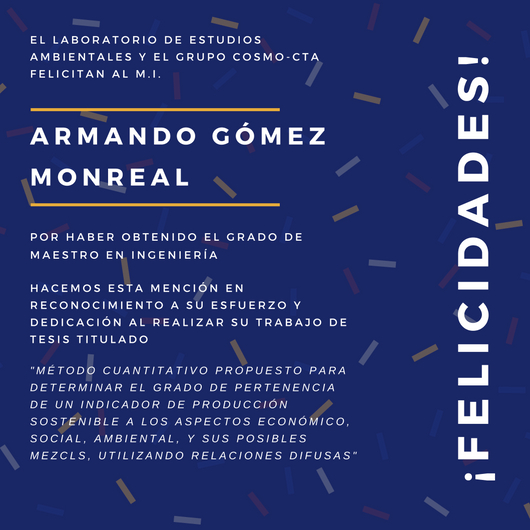 EL LABORATORIO DE ESTUDIOS
AMBIENTALES Y EL GRUPO COSMO-CTA
FELICITAN AL M.I.
ARMANDO GÓMEZ
MONREAL
POR HABER OBTENIDO EL GRADO DE
MAESTRO EN INGENIERÍA
HACEMOS ESTA MENCIÓN EN
RECONOCIMIENTO A SU ESFUERZO Y
DEDICACIÓN AL REALIZAR SU TRABAJO DE
TESIS TITULADO
"MÉTODO CUANTITATIVO PROPUESTO PARA
DETERMINAR EL GRADO DE PERTENENCIA
DE UN INDICADOR DE PRODUCCIÓN
SOSTENIBLE A LOS ASPECTOS ECONÓMICO,
SOCIAL, AMBIENTAL, Y SUS POSIBLES
MEZCLS, UTILIZANDO RELACIONES DIFUSAS"
¡FELICIDADES!